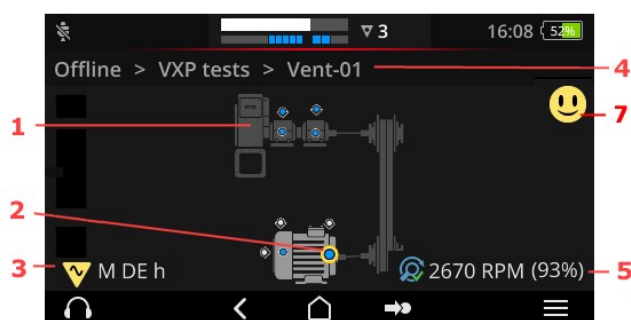 ▽ 3 16:08 52%
Offline > VXP tests > Vent-01 4
7
1
2
3 M DE h 2670 RPM (93%) 5